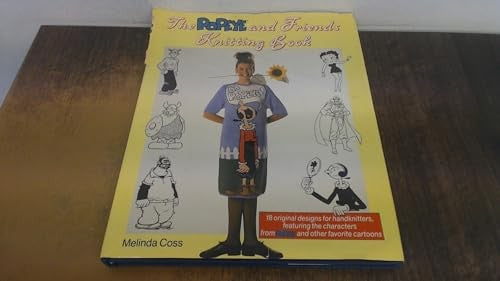 The POPEYE and Friends
Knitting Book
18 original designs for handknitters,
featuring the characters
from and other favorite cartoons
Melinda Coss